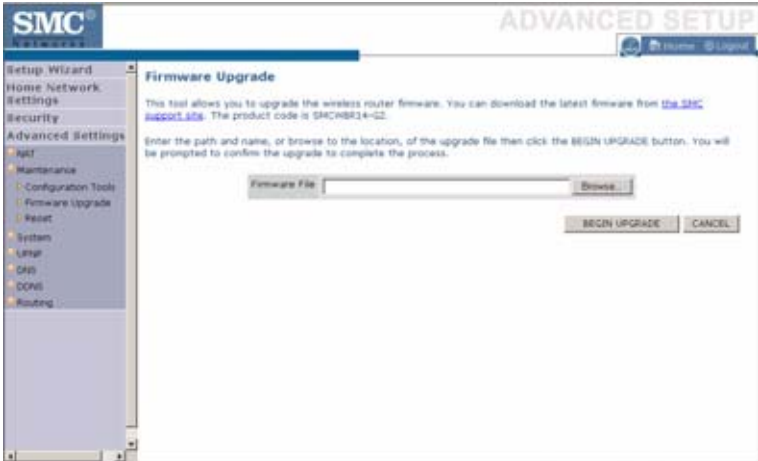 SMC®
Networks
ADVANCED SETUP
Home Logout
Setup Wizard
Home Network Settings
Security
Advanced Settings
NAT
Maintenance
Configuration Tools
Firmware Upgrade
Reset
System
UPnP
DNS
DDNS
Routing
Firmware Upgrade
This tool allows you to upgrade the wireless router firmware. You can download the latest firmware from the SMC
support site. The product code is SMCWBR14-G2.
Enter the path and name, or browse to the location, of the upgrade file then click the BEGIN UPGRADE button. You will
be prompted to confirm the upgrade to complete the process.
Firmware File
Browse...
BEGIN UPGRADE
CANCEL